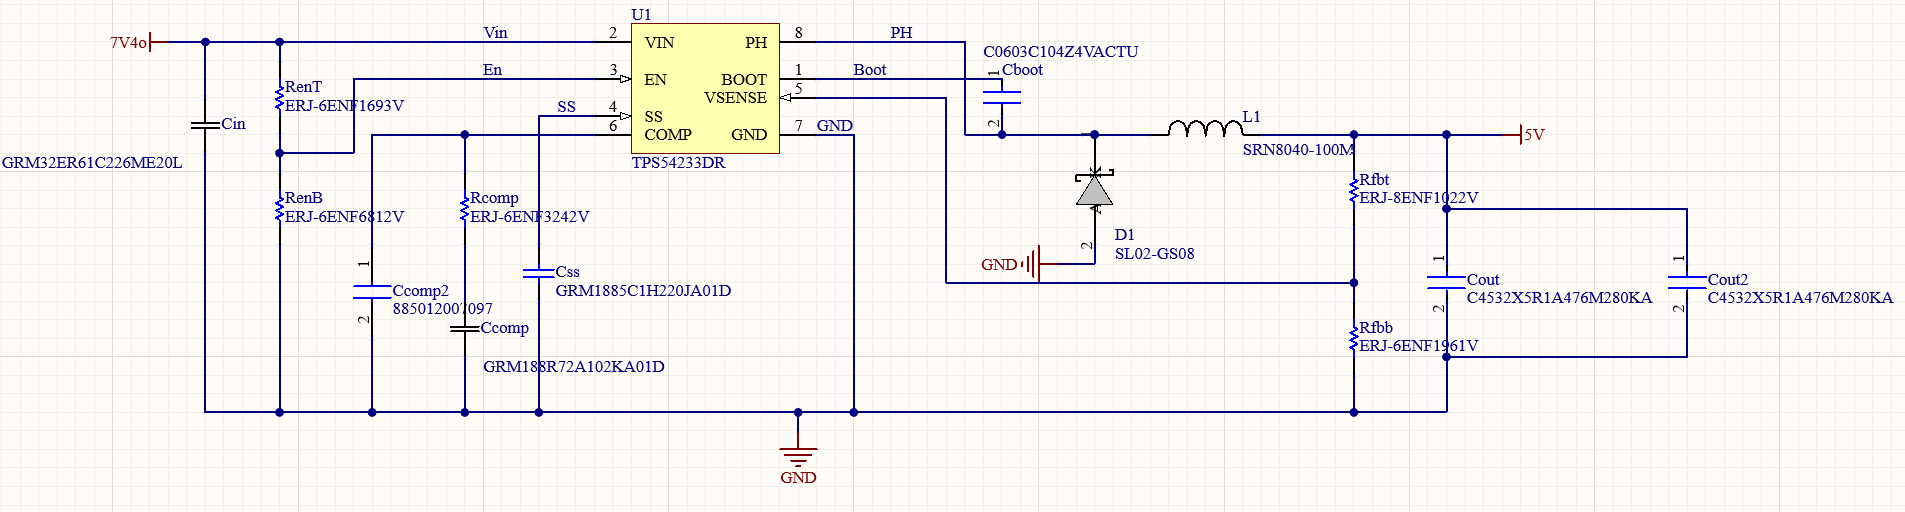 U1
7V4o
Vin
2
VIN
PH
8
PH
En
3
EN
BOOT
1
Boot
C0603C104Z4VACTU
1
Cboot
2
VSENSE
5
SS
4
SS
6
COMP
GND
7
GND
TPS54233DR
RenT
ERJ-6ENF1693V
Cin
GRM32ER61C226ME20L
RenB
ERJ-6ENF6812V
Rcomp
ERJ-6ENF3242V
L1
SRN8040-100M
5V
Rfbt
ERJ-8ENF1022V
K
A
2
D1
SL02-GS08
GND
1
Ccomp2
885012007097
2
Css
GRM1885C1H220JA01D
Ccomp
GRM188R72A102KA01D
1
Cout
C4532X5R1A476M280KA
2
1
Cout2
C4532X5R1A476M280KA
2
Rfbb
ERJ-6ENF1961V
GND